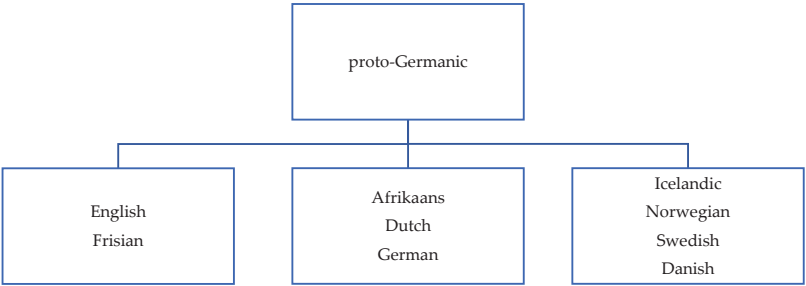 proto-Germanic
English
Frisian
Afrikaans
Dutch
German
Icelandic
Norwegian
Swedish
Danish